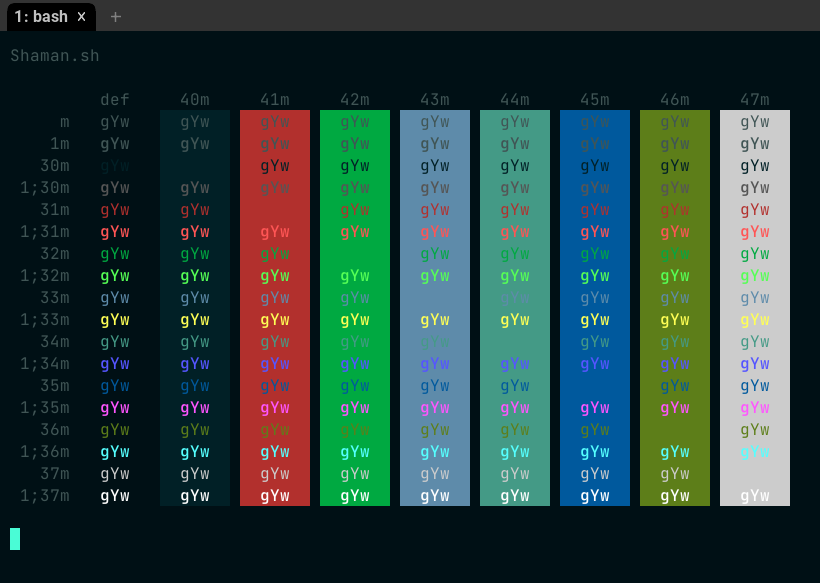 1: bash × +
Shaman.sh
def 40m 41m 42m 43m 44m 45m 46m 47m
m gYw gYw gYw gYw gYw gYw gYw gYw gYw
1m gYw gYw gYw gYw gYw gYw gYw gYw gYw
30m gYw gYw gYw gYw gYw gYw gYw gYw
1;30m gYw gYw gYw gYw gYw gYw gYw gYw gYw
31m gYw gYw gYw gYw gYw gYw gYw gYw
1;31m gYw gYw gYw gYw gYw gYw gYw gYw gYw
32m gYw gYw gYw gYw gYw gYw gYw gYw
1;32m gYw gYw gYw gYw gYw gYw gYw gYw gYw
33m gYw gYw gYw gYw gYw gYw gYw gYw
1;33m gYw gYw gYw gYw gYw gYw gYw gYw gYw
34m gYw gYw gYw gYw gYw gYw gYw gYw
1;34m gYw gYw gYw gYw gYw gYw gYw gYw gYw
35m gYw gYw gYw gYw gYw gYw gYw gYw
1;35m gYw gYw gYw gYw gYw gYw gYw gYw gYw
36m gYw gYw gYw gYw gYw gYw gYw gYw
1;36m gYw gYw gYw gYw gYw gYw gYw gYw gYw
37m gYw gYw gYw gYw gYw gYw gYw gYw
1;37m gYw gYw gYw gYw gYw gYw gYw gYw gYw